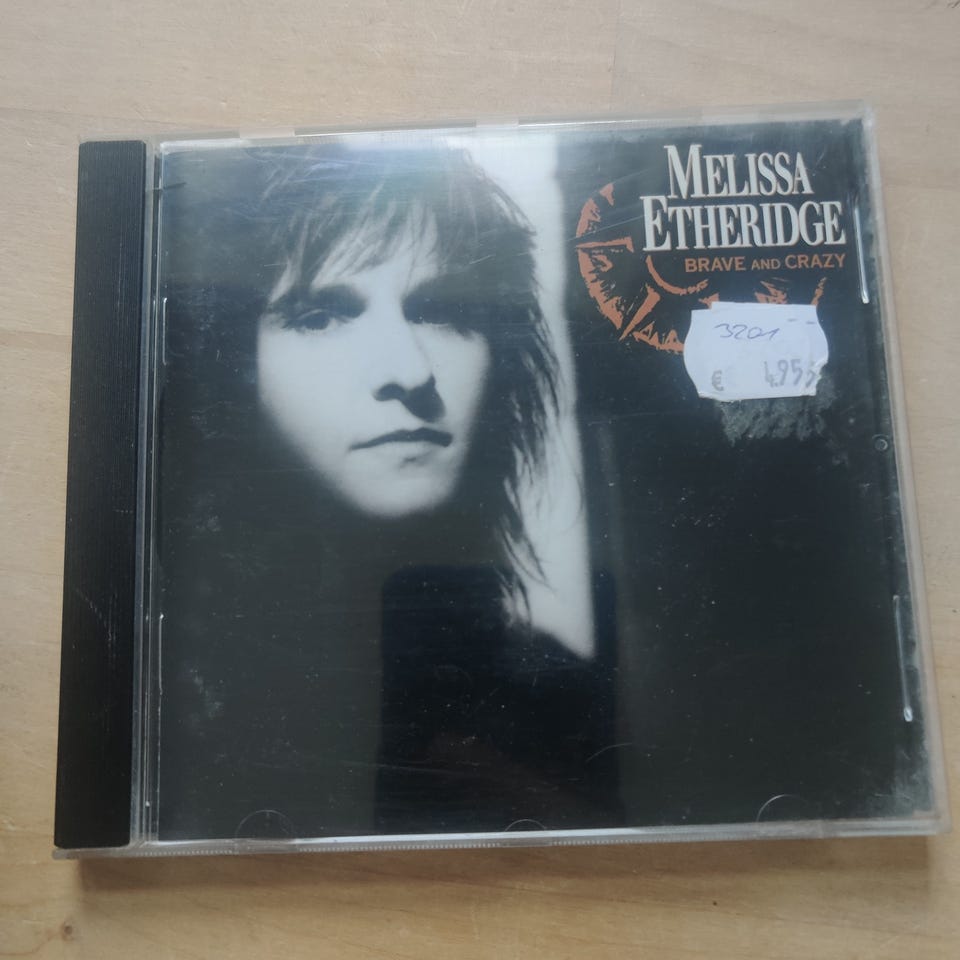 MELISSA
ETHERIDGE
BRAVE AND CRAZY
3201
€ 4.95